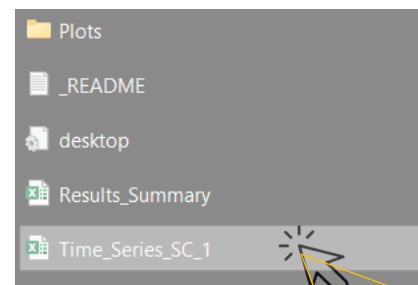 Plots
_README
desktop
Results_Summary
Time_Series_SC_1